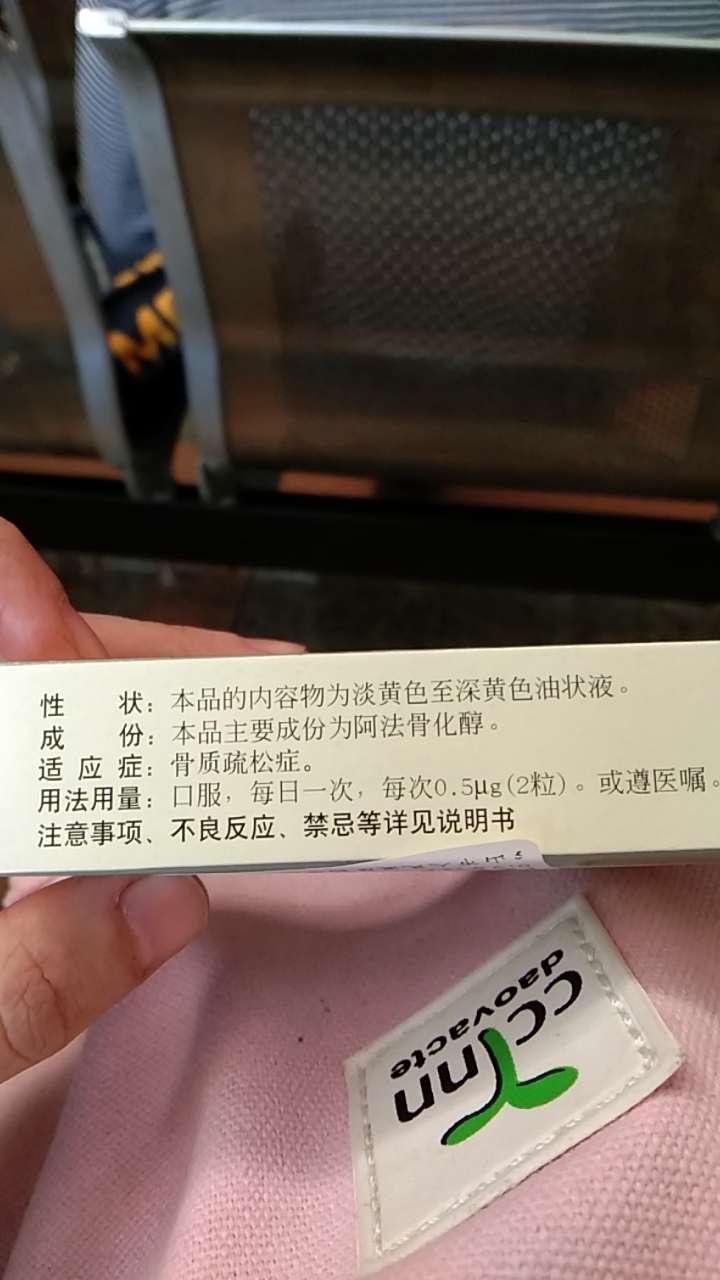 性 状：本品的内容物为淡黄色至深黄色油状液。
成 份：本品主要成份为阿法骨化醇。
适 应 症：骨质疏松症。
用法用量：口服，每日一次，每次0.5μg(2粒)。或遵医嘱。
注意事项、不良反应、禁忌等详见说明书
ccYnn
daovacte